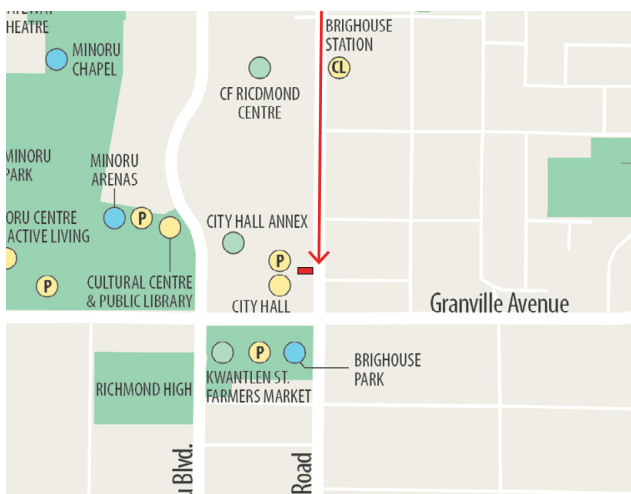 HEATRE
MINORU
CHAPEL
BRIGHOUSE
STATION
CL
CF RICDMOND
CENTRE
MINORU
PARK
MINORU
ARENAS
P
ORU CENTRE
ACTIVE LIVING
P
CULTURAL CENTRE
& PUBLIC LIBRARY
CITY HALL ANNEX
P
CITY HALL
Granville Avenue
RICHMOND HIGH
P
KWANTLEN ST.
FARMERS MARKET
BRIGHOUSE
PARK
Blvd.
Road